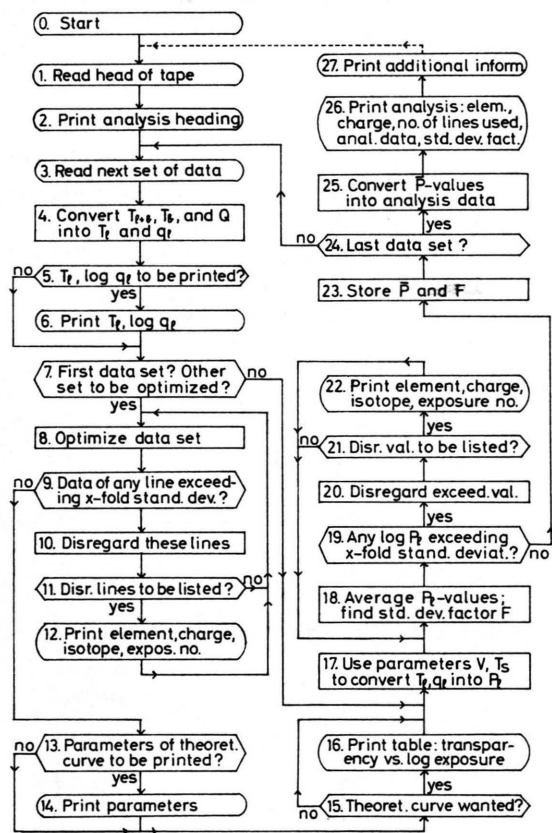 0. Start
1. Read head of tape
2. Print analysis heading
3. Read next set of data
4. Convert Tℓ+ᵦ, Tᵦ, and Q
into Tℓ and qℓ
no
5. Tℓ, log qℓ to be printed?
yes
6. Print Tℓ, log qℓ
7. First data set? Other
set to be optimized?
no
yes
8. Optimize data set
no
9. Data of any line exceed-
ing x-fold stand. dev.?
10. Disregard these lines
11. Disr. lines to be listed?
no
yes
12. Print element, charge,
isotope, expos. no.
no
13. Parameters of theoret.
curve to be printed?
yes
14. Print parameters
no
15. Theoret. curve wanted?
yes
16. Print table: transpar-
ency vs. log exposure
17. Use parameters V, Ts
to convert Tℓ, qℓ into Pℓ
18. Average Pℓ-values;
find std. dev. factor F
19. Any log Pℓ exceeding
x-fold stand. deviat.?
no
yes
20. Disregard exceed. val.
no
21. Disr. val. to be listed?
yes
22. Print element, charge,
isotope, exposure no.
23. Store P̄ and F̄
no
24. Last data set ?
yes
25. Convert P̄-values
into analysis data
26. Print analysis: elem.,
charge, no. of lines used,
anal. data, std. dev. fact.
27. Print additional inform